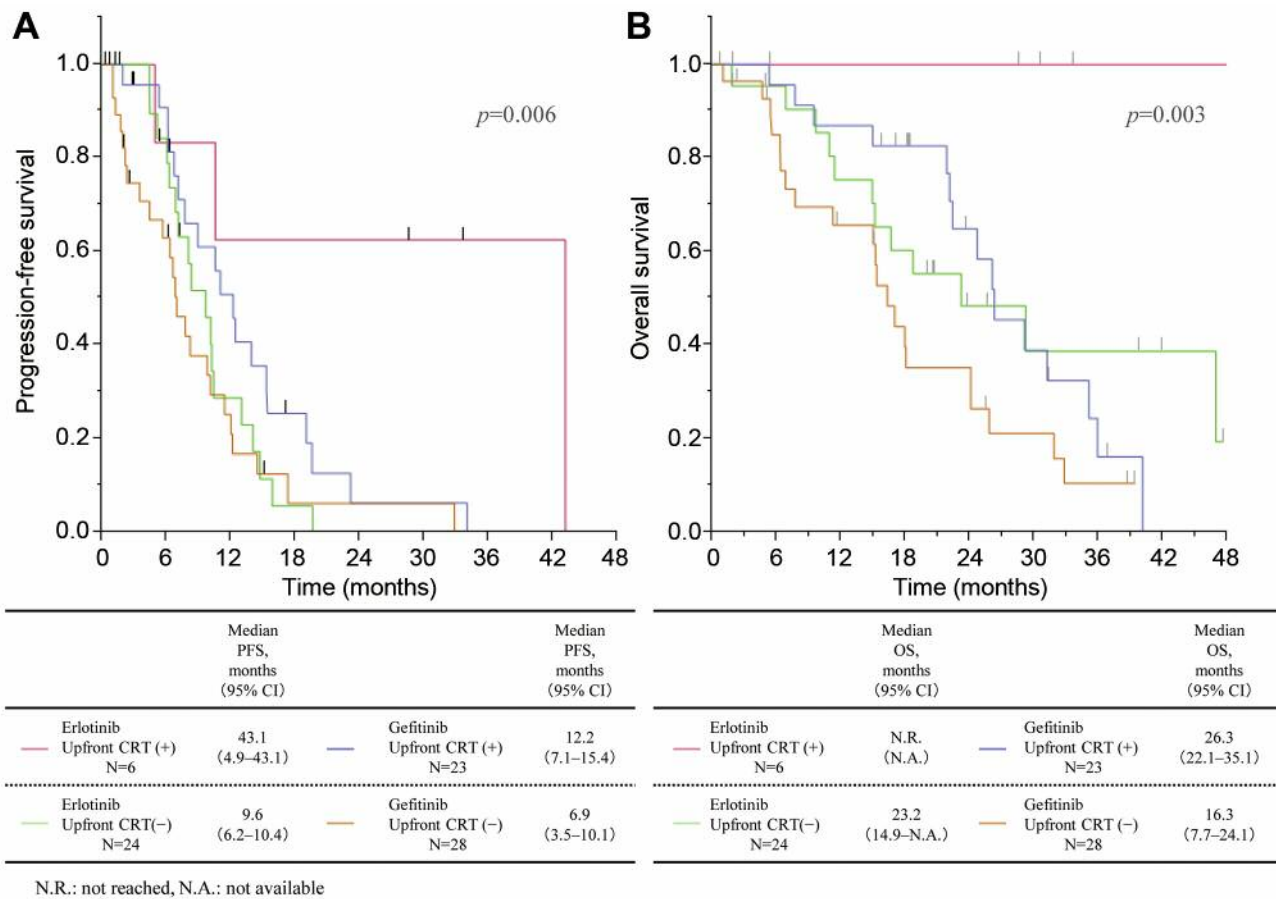 A
B
1.0
0.8
0.6
0.4
0.2
0.0
Progression-free survival
p=0.006
0 6 12 18 24 30 36 42 48
Time (months)
1.0
0.8
0.6
0.4
0.2
0.0
Overall survival
p=0.003
0 6 12 18 24 30 36 42 48
Time (months)
Median
PFS,
months
(95% CI)
Median
PFS,
months
(95% CI)
Erlotinib
Upfront CRT (+)
N=6
43.1
(4.9–43.1)
Gefitinib
Upfront CRT (+)
N=23
12.2
(7.1–15.4)
Erlotinib
Upfront CRT(−)
N=24
9.6
(6.2–10.4)
Gefitinib
Upfront CRT (−)
N=28
6.9
(3.5–10.1)
Median
OS,
months
(95% CI)
Median
OS,
months
(95% CI)
Erlotinib
Upfront CRT (+)
N=6
N.R.
(N.A.)
Gefitinib
Upfront CRT (+)
N=23
26.3
(22.1–35.1)
Erlotinib
Upfront CRT(−)
N=24
23.2
(14.9–N.A.)
Gefitinib
Upfront CRT (−)
N=28
16.3
(7.7–24.1)
N.R.: not reached, N.A.: not available